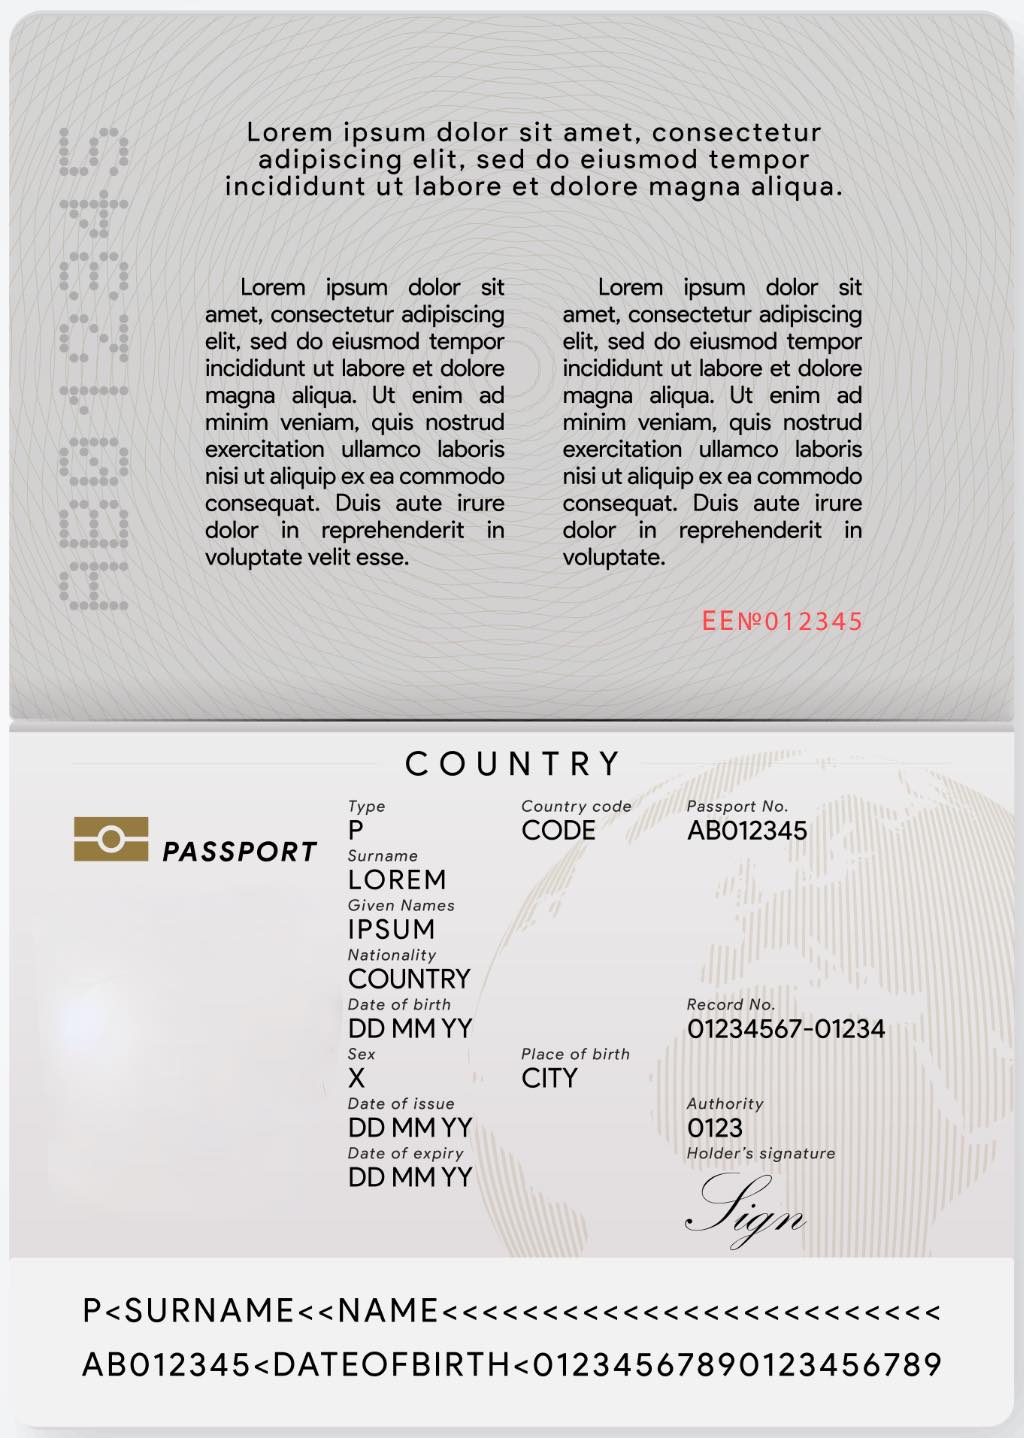 AB012345
Lorem ipsum dolor sit amet, consectetur
adipiscing elit, sed do eiusmod tempor
incididunt ut labore et dolore magna aliqua.
Lorem ipsum dolor sit
amet, consectetur adipiscing
elit, sed do eiusmod tempor
incididunt ut labore et dolore
magna aliqua. Ut enim ad
minim veniam, quis nostrud
exercitation ullamco laboris
nisi ut aliquip ex ea commodo
consequat. Duis aute irure
dolor in reprehenderit in
voluptate velit esse.
Lorem ipsum dolor sit
amet, consectetur adipiscing
elit, sed do eiusmod tempor
incididunt ut labore et dolore
magna aliqua. Ut enim ad
minim veniam, quis nostrud
exercitation ullamco laboris
nisi ut aliquip ex ea commodo
consequat. Duis aute irure
dolor in reprehenderit in
voluptate.
EE№012345
COUNTRY
PASSPORT
Type Country code Passport No.
P CODE AB012345
Surname
LOREM
Given Names
IPSUM
Nationality
COUNTRY
Date of birth Record No.
DD MM YY 01234567-01234
Sex Place of birth
X CITY
Date of issue Authority
DD MM YY 0123
Date of expiry Holder's signature
DD MM YY Sign
P<SURNAME<<NAME<<<<<<<<<<<<<<<<<<<<<<<<<
AB012345<DATEOFBIRTH<01234567890123456789